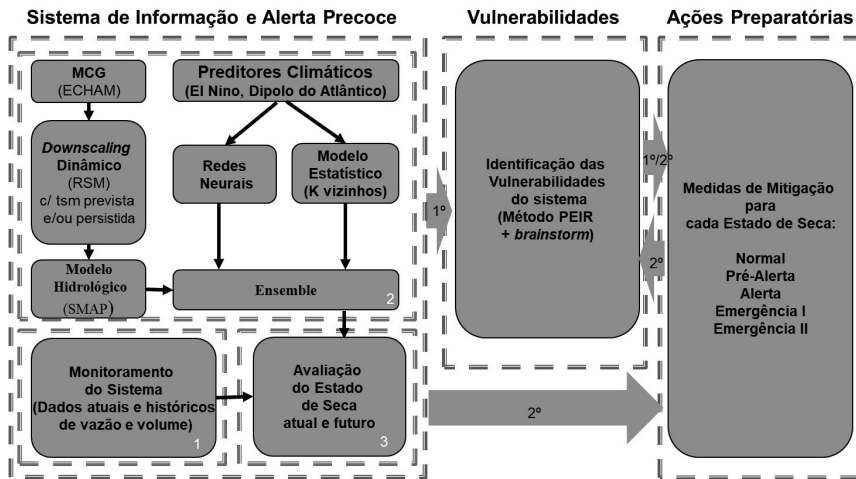 Sistema de Informação e Alerta Precoce
Vulnerabilidades
Ações Preparatórias
MCG
(ECHAM)
Preditores Climáticos
(El Nino, Dipolo do Atlântico)
Downscaling
Dinâmico
(RSM)
c/ tsm prevista
e/ou persistida
Redes
Neurais
Modelo
Estatístico
(K vizinhos)
Modelo
Hidrológico
(SMAP)
Ensemble
2
Monitoramento
do Sistema
(Dados atuais e históricos
de vazão e volume)
1
Avaliação
do Estado
de Seca
atual e futuro
3
1º
Identificação das
Vulnerabilidades
do sistema
(Método PEIR
+ brainstorm)
1º/2º
2º
2º
Medidas de Mitigação
para
cada Estado de Seca:
Normal
Pré-Alerta
Alerta
Emergência I
Emergência II